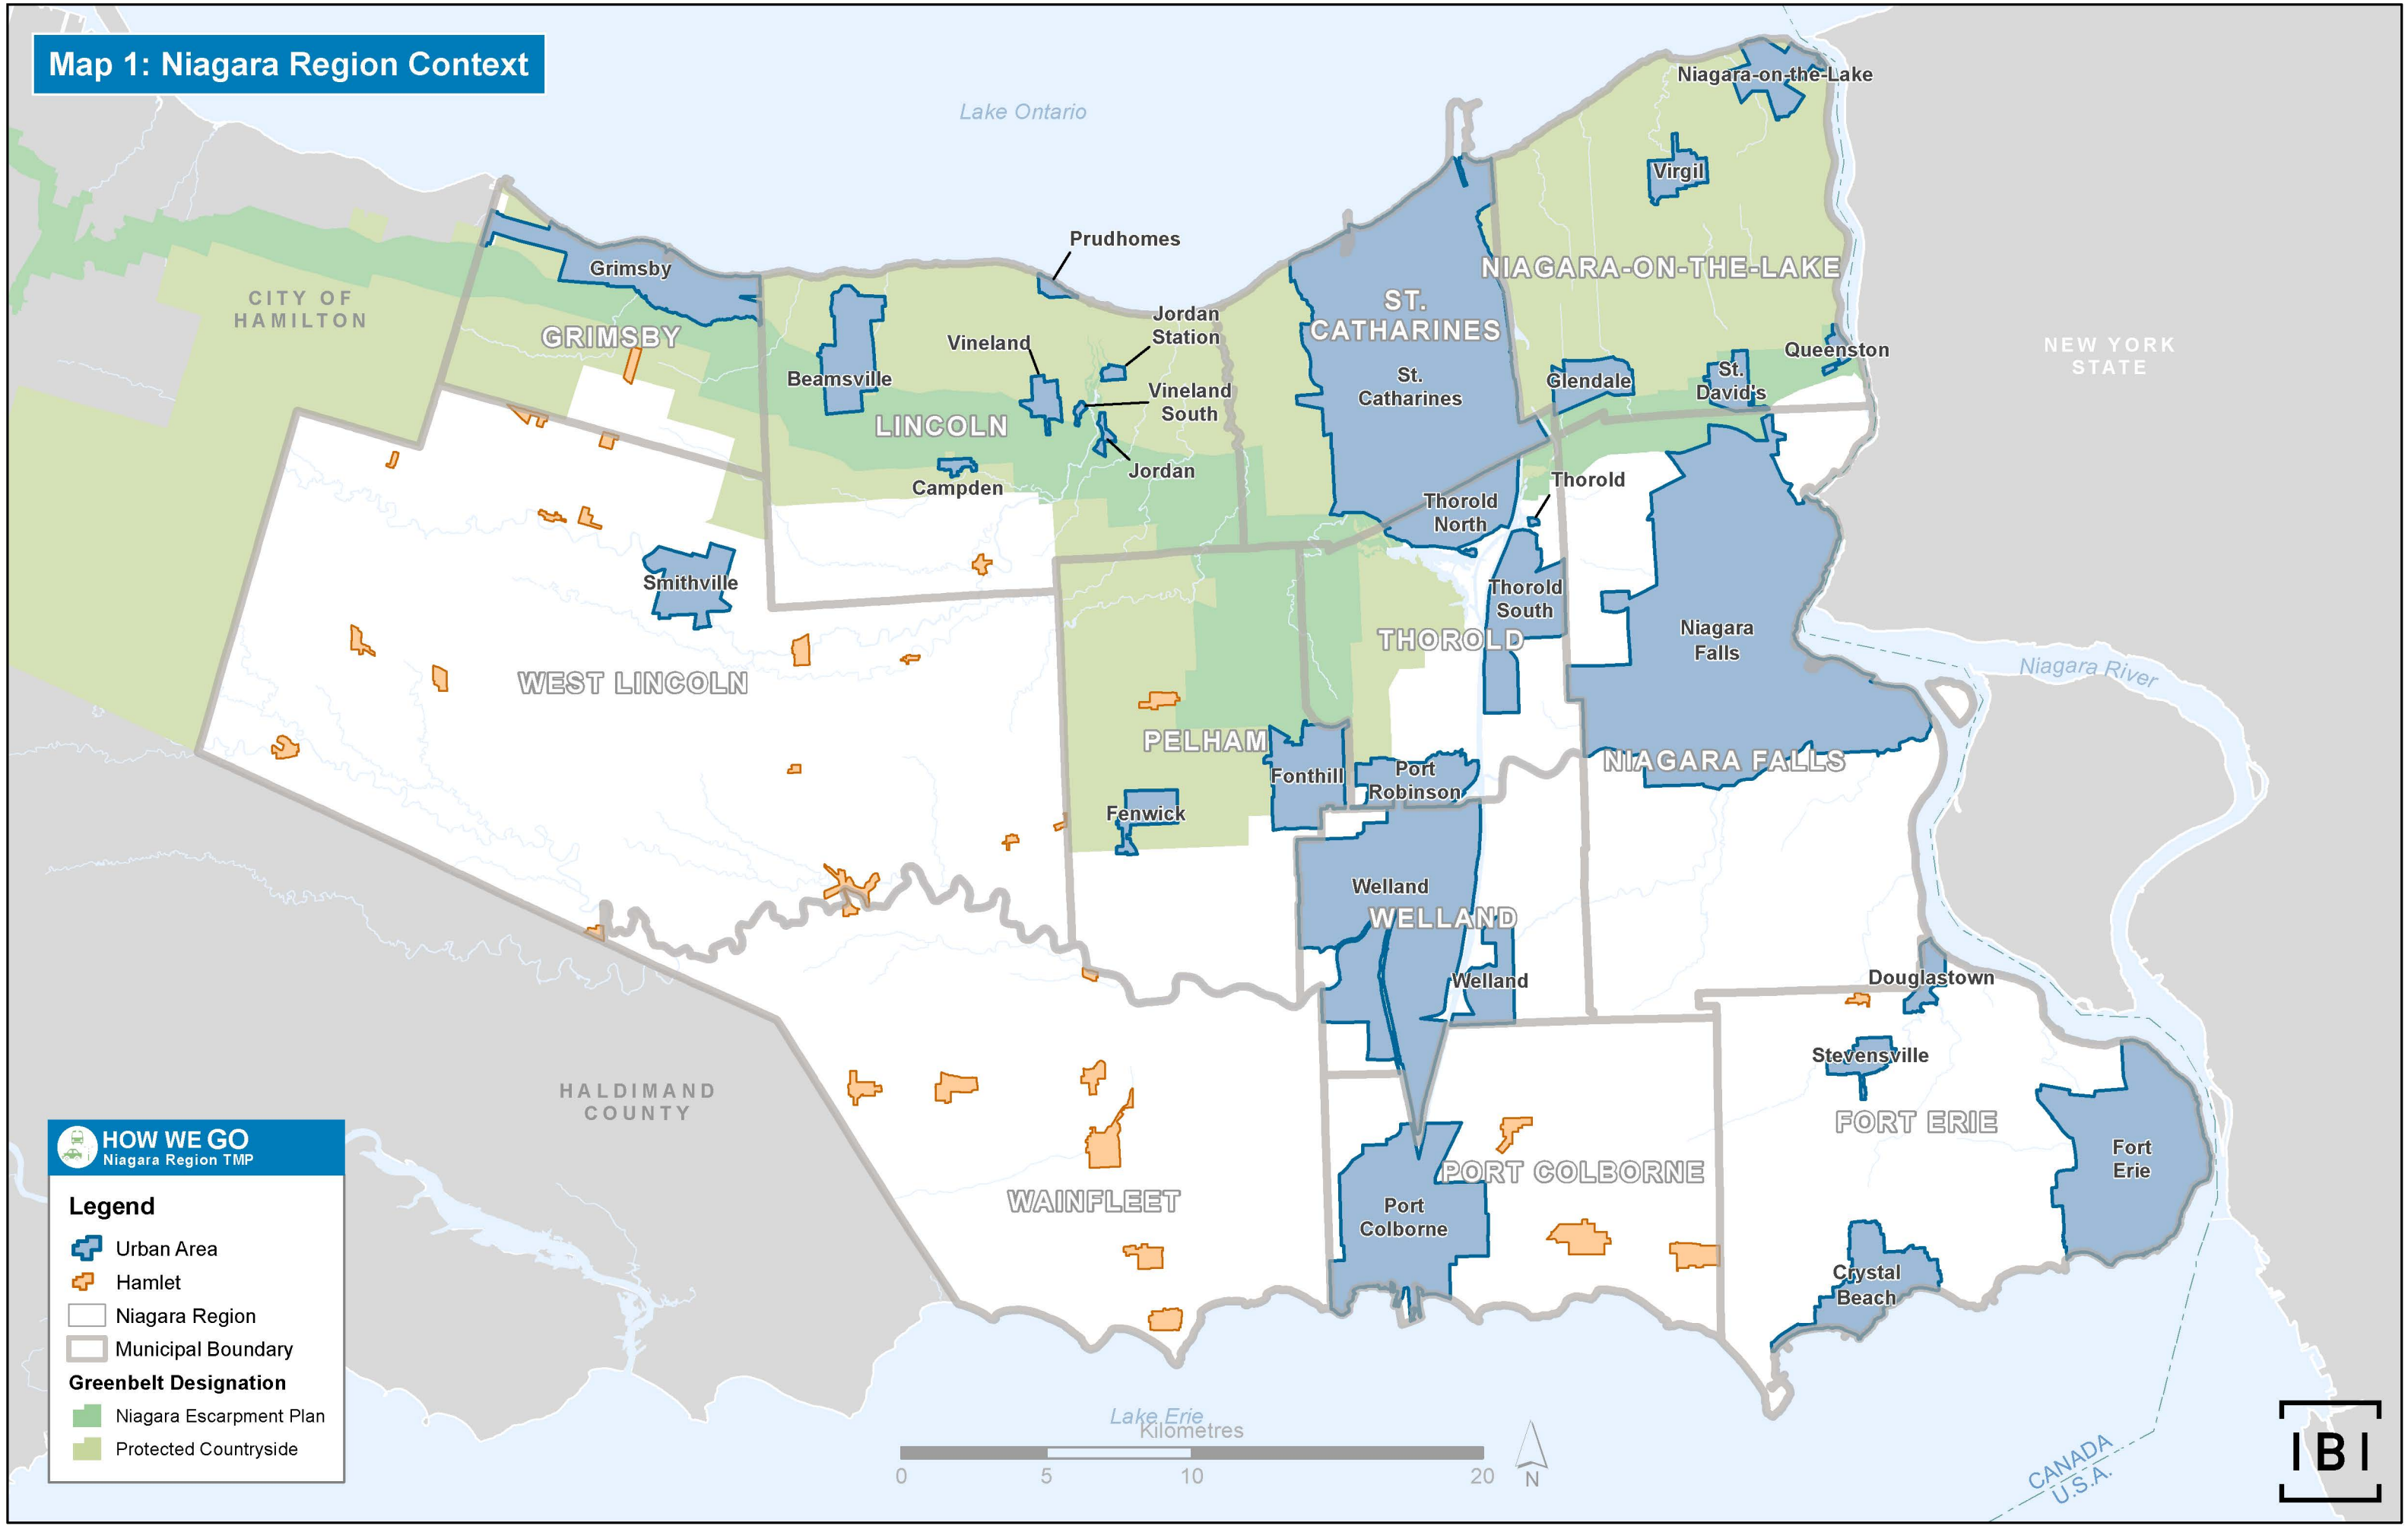 Map 1: Niagara Region Context
Lake Ontario
Niagara-on-the-Lake
Virgil
NIAGARA-ON-THE-LAKE
Prudhomes
Grimsby
CITY OF
HAMILTON
GRIMSBY
ST.
CATHARINES
Jordan
Station
Vineland
Queenston
NEW YORK
STATE
Beamsville
Glendale
St.
David's
St.
Catharines
Vineland
South
LINCOLN
Jordan
Campden
Thorold
Thorold
North
Smithville
Thorold
South
THOROLD
Niagara
Falls
Niagara River
WEST LINCOLN
PELHAM
NIAGARA FALLS
Fonthill
Port
Robinson
Fenwick
Welland
WELLAND
Welland
Douglastown
Stevensville
HALDIMAND
COUNTY
FORT ERIE
Fort
Erie
PORT COLBORNE
WAINFLEET
Port
Colborne
Crystal
Beach
HOW WE GO
Niagara Region TMP
Legend
Urban Area
Hamlet
Niagara Region
Municipal Boundary
Greenbelt Designation
Niagara Escarpment Plan
Protected Countryside
Lake Erie
Kilometres
0
5
10
20
N
CANADA
U.S.A.
IBI